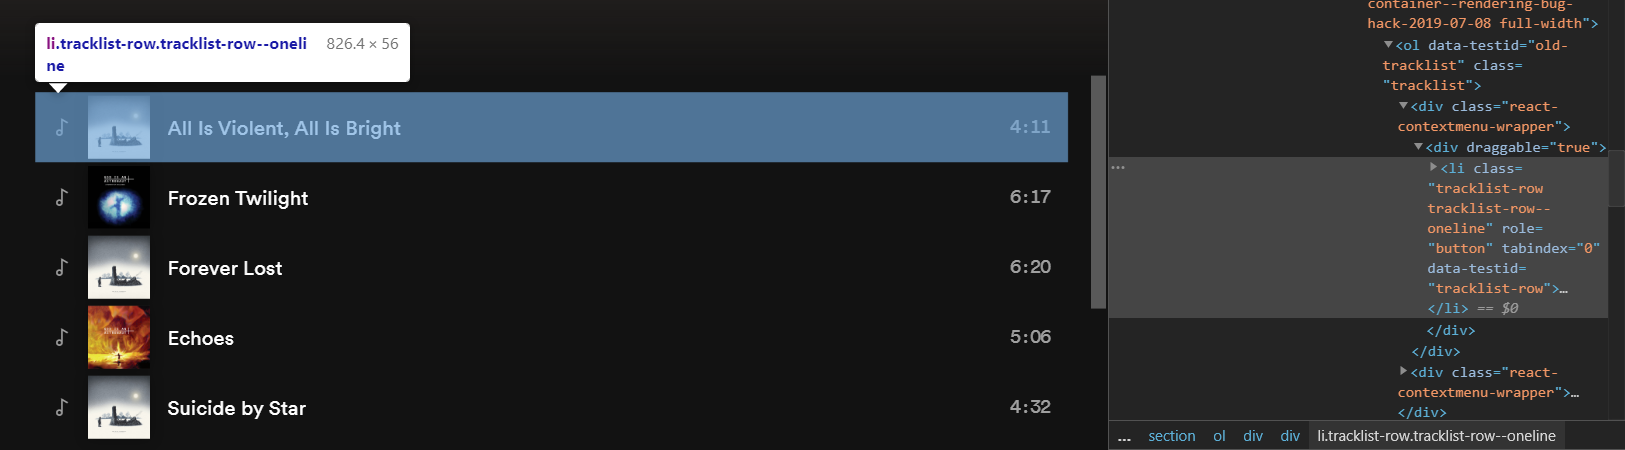 li.tracklist-row.tracklist-row--oneli
ne
826.4 × 56
All Is Violent, All Is Bright
4:11
Frozen Twilight
6:17
Forever Lost
6:20
Echoes
5:06
Suicide by Star
4:32
container--rendering-bug-
hack-2019-07-08 full-width">
<ol data-testid="old-
tracklist" class=
"tracklist">
<div class="react-
contextmenu-wrapper">
<div draggable="true">
…
<li class=
"tracklist-row
tracklist-row--
oneline" role=
"button" tabindex="0"
data-testid=
"tracklist-row">…
</li> == $0
</div>
</div>
<div class="react-
contextmenu-wrapper">…
</div>
… section ol div div li.tracklist-row.tracklist-row--oneline